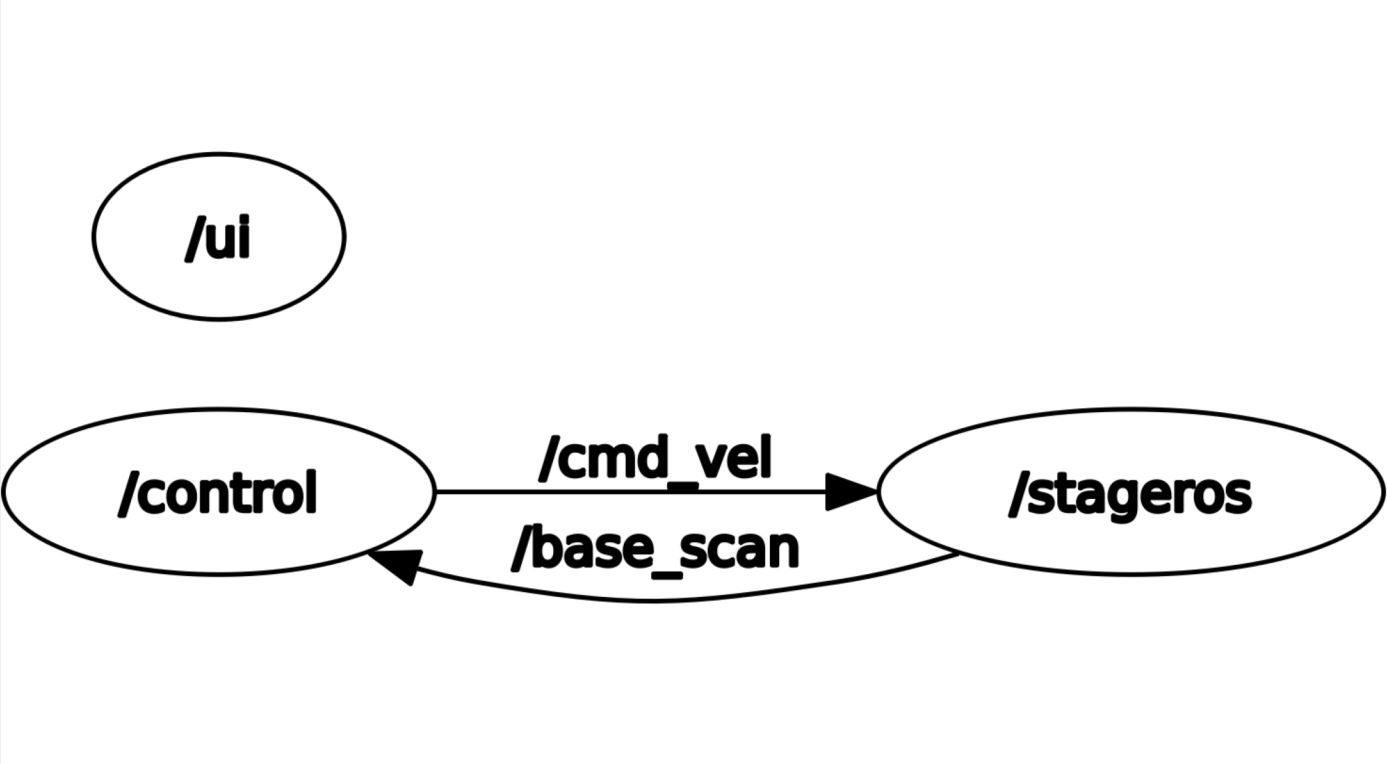 /ui
/cmd_vel
/control
/stageros
/base_scan